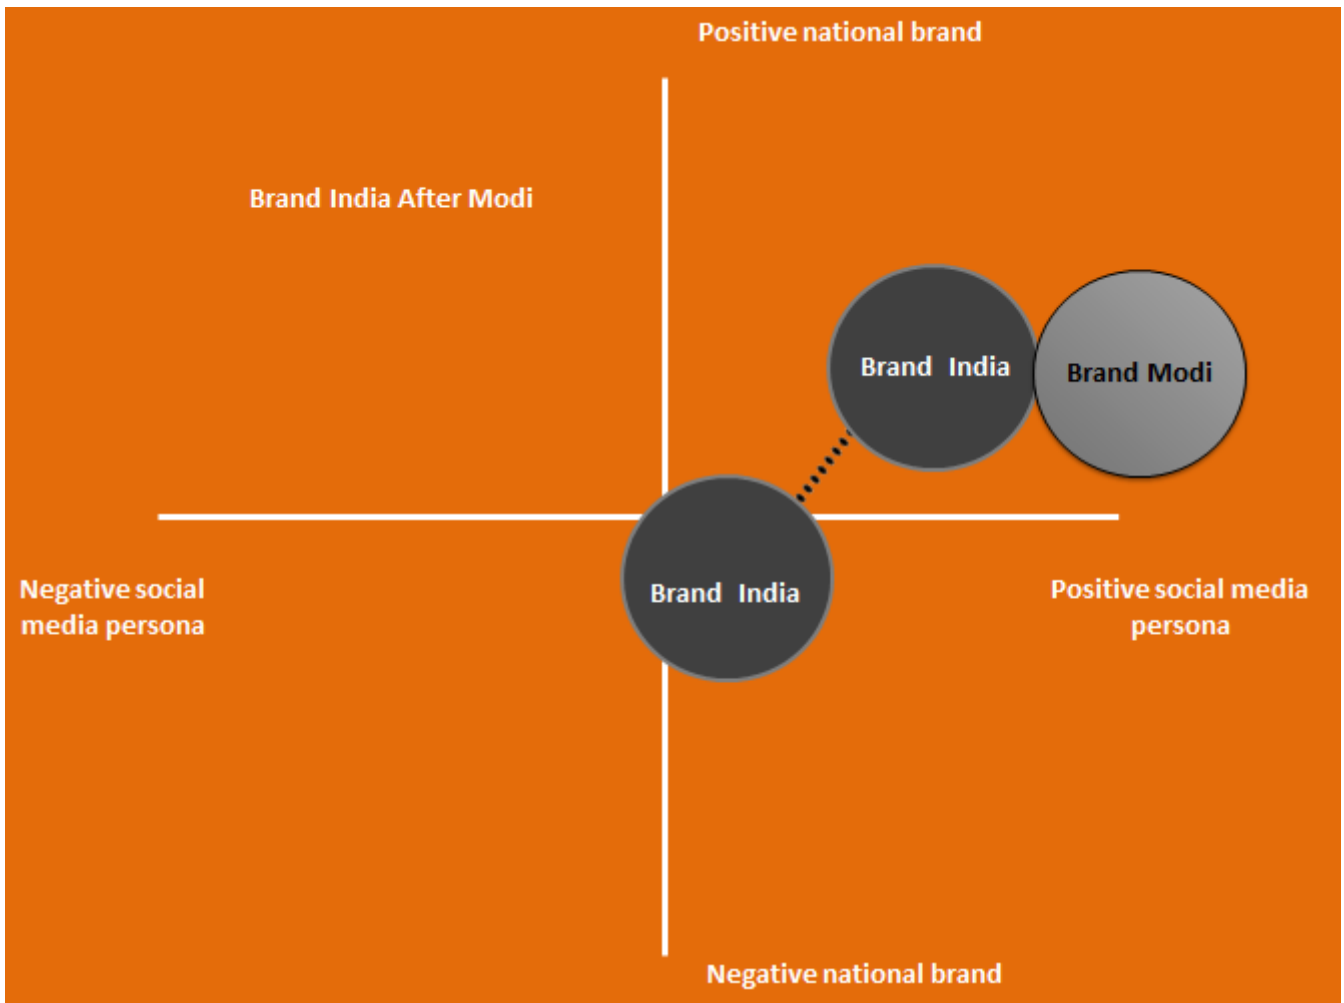 Positive national brand
Brand India After Modi
Brand India
Brand Modi
Brand India
Negative social
media persona
Positive social media
persona
Negative national brand